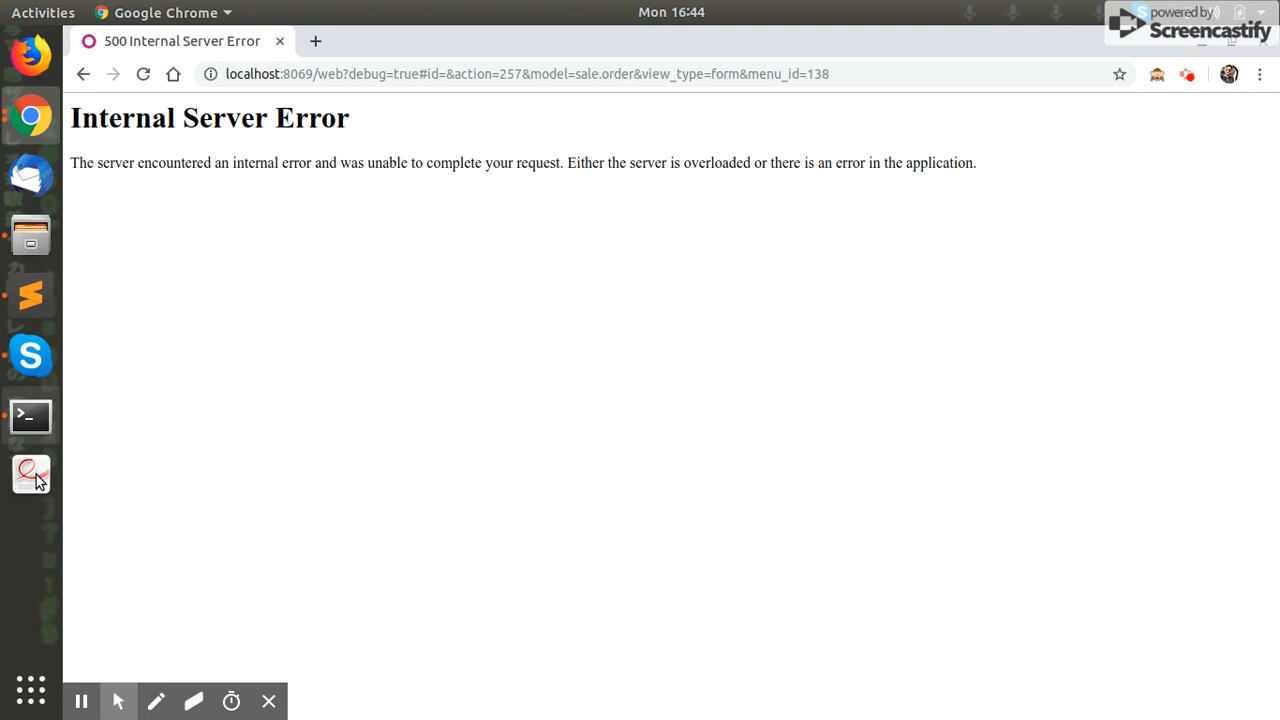 Activities
Google Chrome
Mon 16:44
powered by
Screencastify
500 Internal Server Error
localhost:8069/web?debug=true#id=&action=257&model=sale.order&view_type=form&menu_id=138
Internal Server Error
The server encountered an internal error and was unable to complete your request. Either the server is overloaded or there is an error in the application.